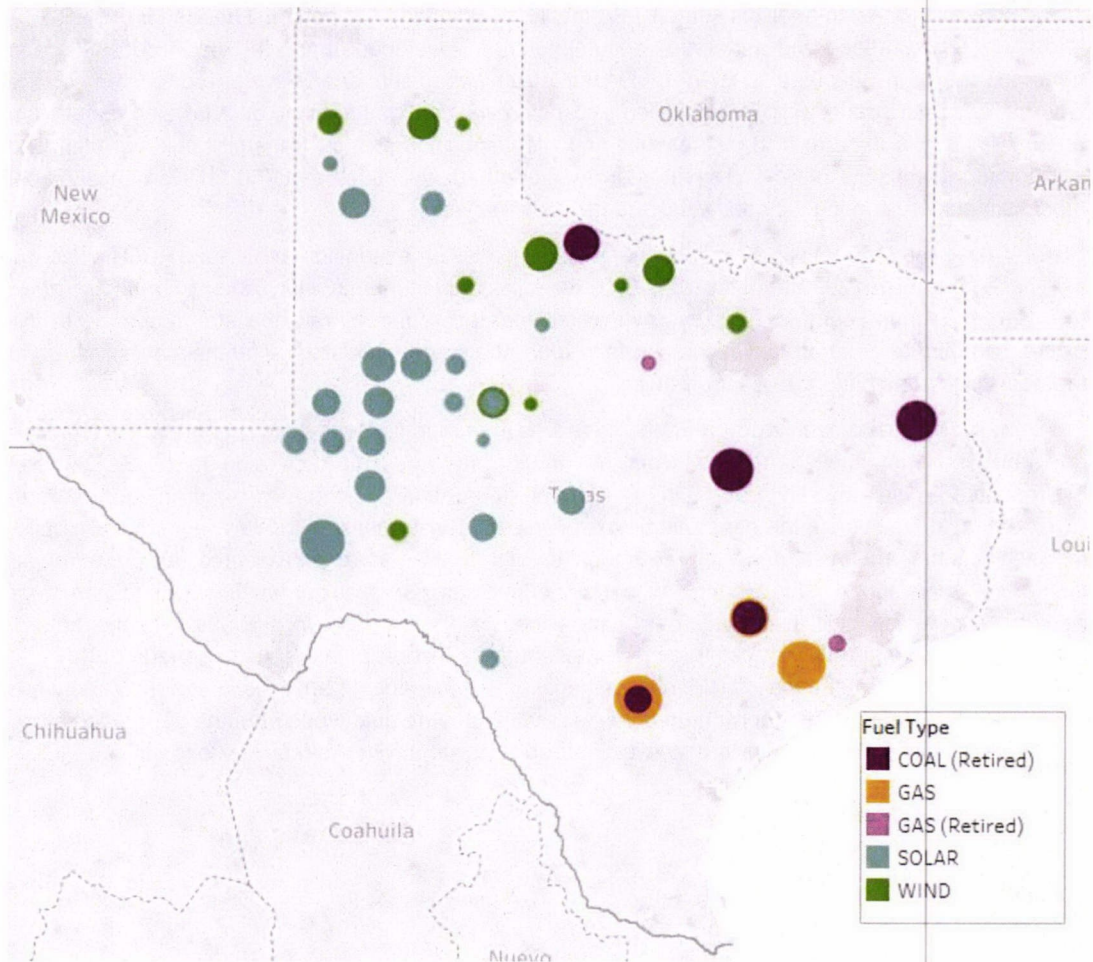 Oklahoma
Arkan
New
Mexico
Texas
Loui
Chihuahua
Coahuila
Nuevo
Fuel Type
COAL (Retired)
GAS
GAS (Retired)
SOLAR
WIND